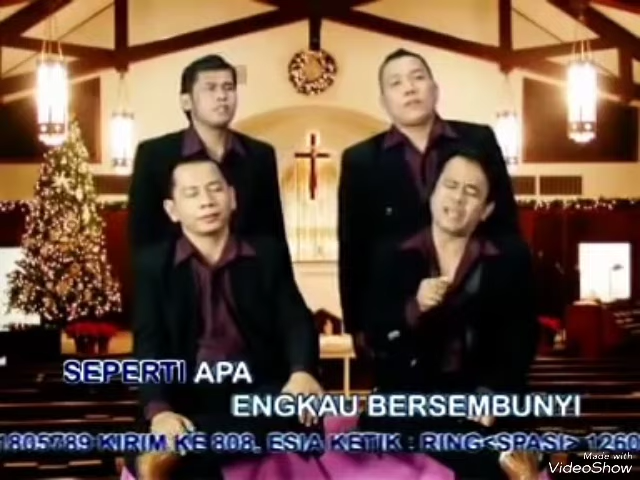 SEPERTI APA
ENGKAU BERSEMBUNYI
1805789 KIRIM KE 808, ESIA KETIK : RING<SPASI> 1260
Made with
VideoShow